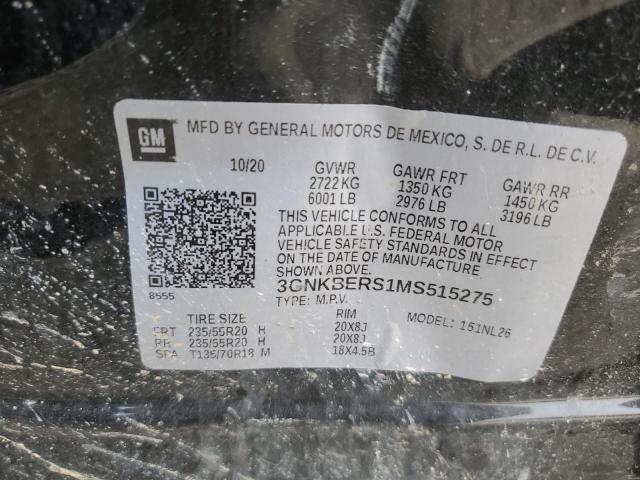 GM
MFD BY GENERAL MOTORS DE MEXICO, S. DE R.L. DE C.V.
10/20 GVWR GAWR FRT GAWR RR
2722 KG 1350 KG 1450 KG
6001 LB 2976 LB 3196 LB
THIS VEHICLE CONFORMS TO ALL
APPLICABLE U.S. FEDERAL MOTOR
VEHICLE SAFETY STANDARDS IN EFFECT
ON THE DATE OF MANUFACTURE
SHOWN ABOVE.
3GNKBERS1MS515275
8555
TYPE: M.P.V. MODEL: 151NL26
TIRE SIZE RIM
FRT 235/55R20 H 20X8J
RR 235/55R20 H 20X8J
SPA T135/70R18 M 18X4.5B